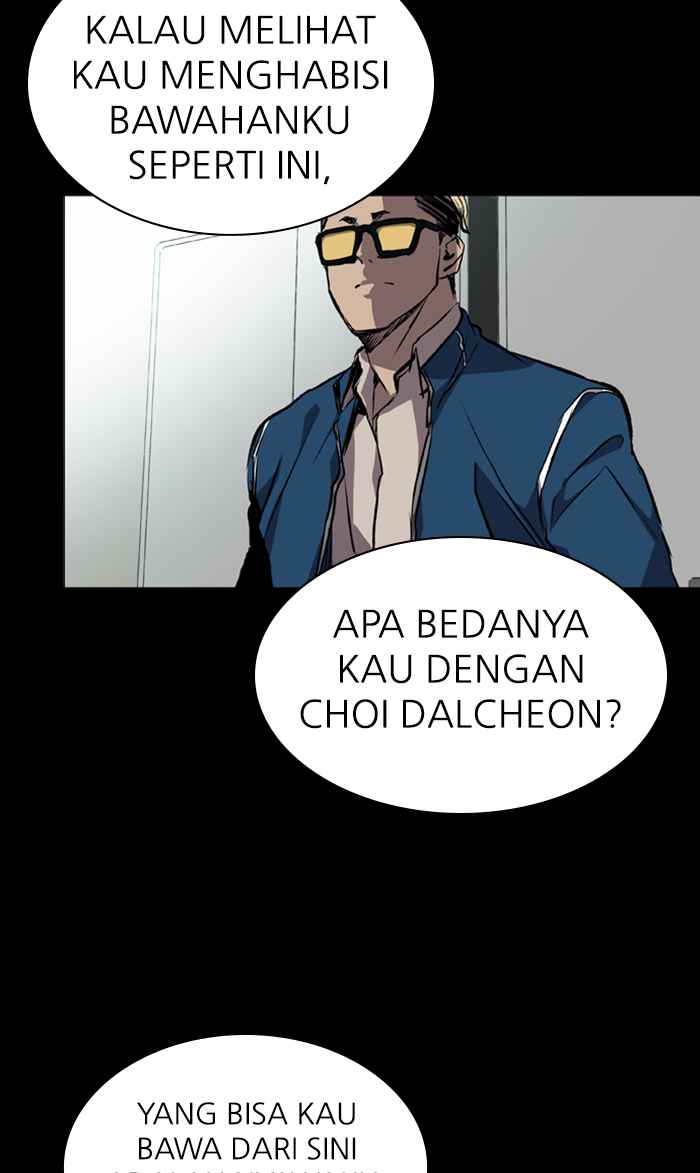 KALAU MELIHAT
KAU MENGHABISI
BAWAHANKU
SEPERTI INI,
APA BEDANYA
KAU DENGAN
CHOI DALCHEON?
YANG BISA KAU
BAWA DARI SINI